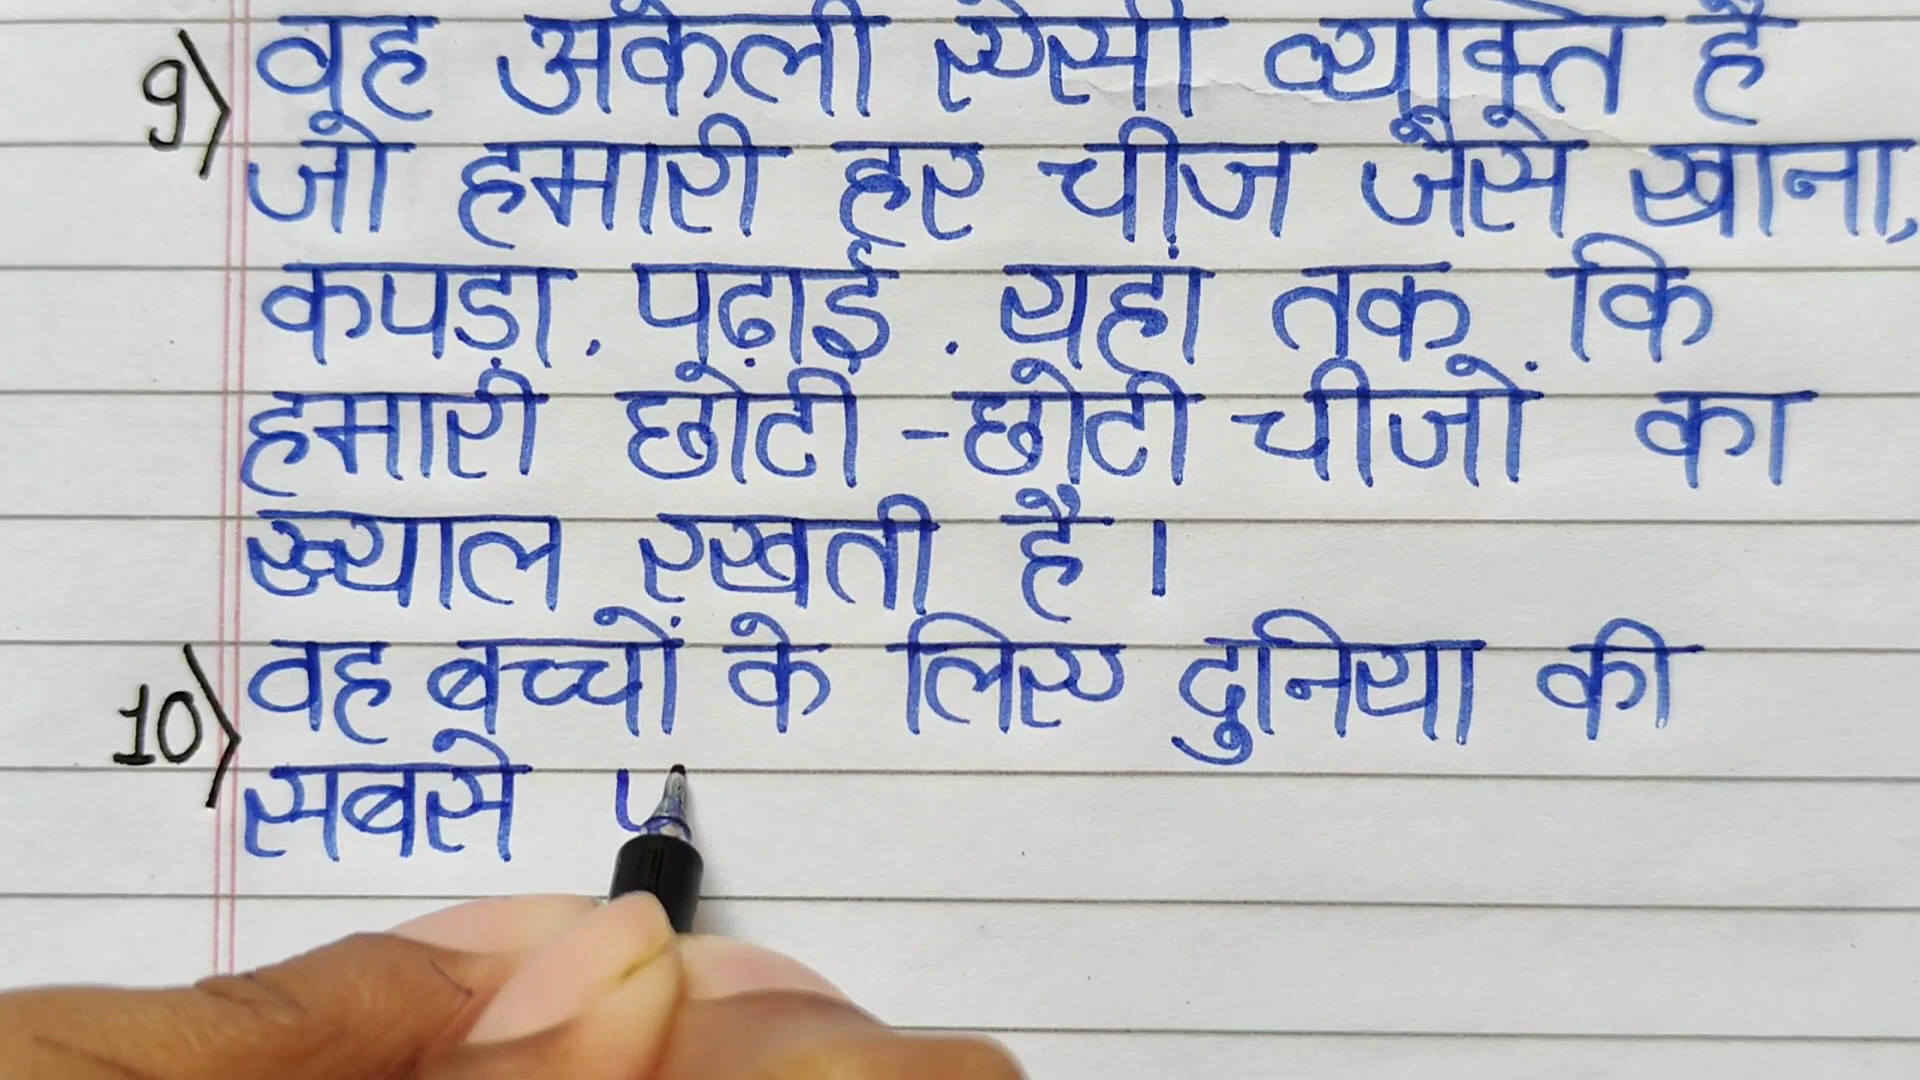 9) वह अकेली ऐसी व्यक्ति है
जो हमारी हर चीज जैसे खाना,
कपड़ा, पढ़ाई, यहां तक कि
हमारी छोटी-छोटी चीजों का
ख्याल रखती है।
10) वह बच्चों के लिए दुनिया की
सबसे